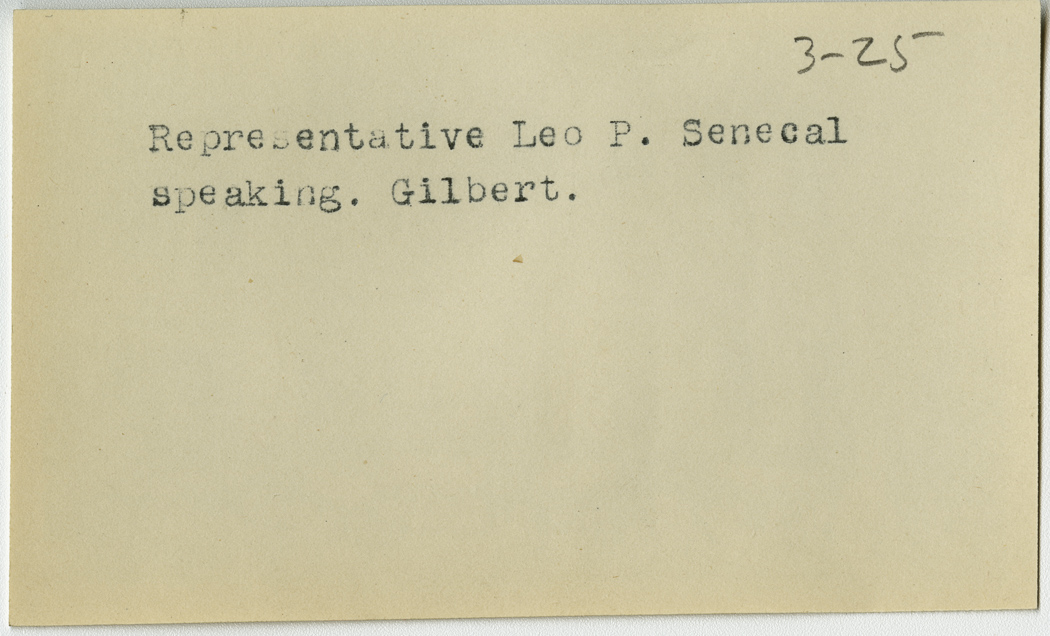 3-25
Representative Leo P. Senecal
speaking. Gilbert.